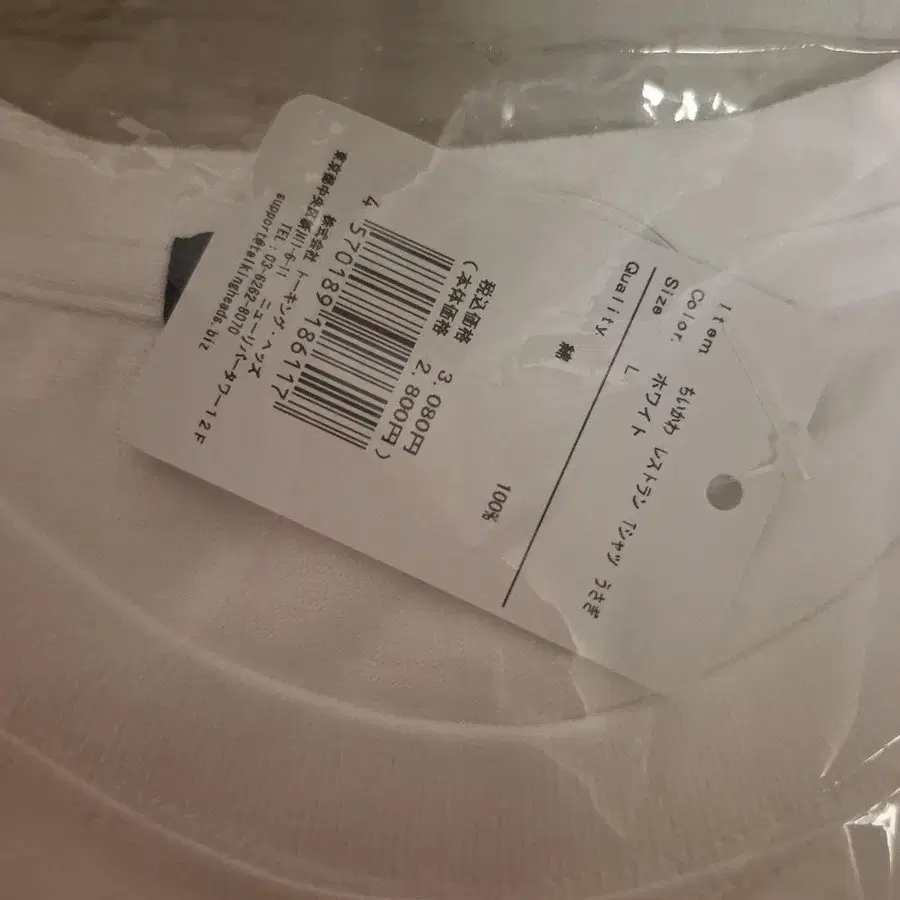 Item ちいかわ レストラン Tシャツ うさぎ
Color. ホワイト
Size L
Quality 綿 100%
税込価格 3,080円
(本体価格 2,800円)
4 570189 186117
株式会社 トーキング・ヘッズ
東京都中央区新川1-6-11 ニューリバータワー12F
TEL : 03-6262-8070
support@talkingheads.biz